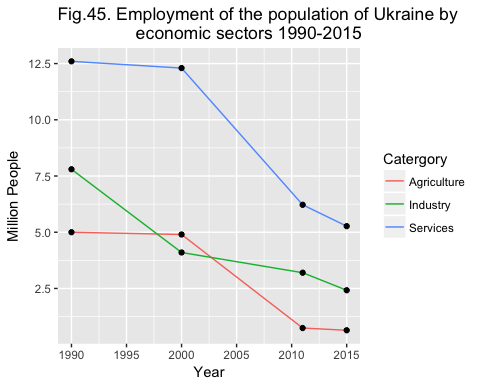 Fig.45. Employment of the population of Ukraine by
economic sectors 1990-2015
12.5
10.0
7.5
5.0
2.5
Million People
1990
1995
2000
2005
2010
2015
Year
Catergory
Agriculture
Industry
Services